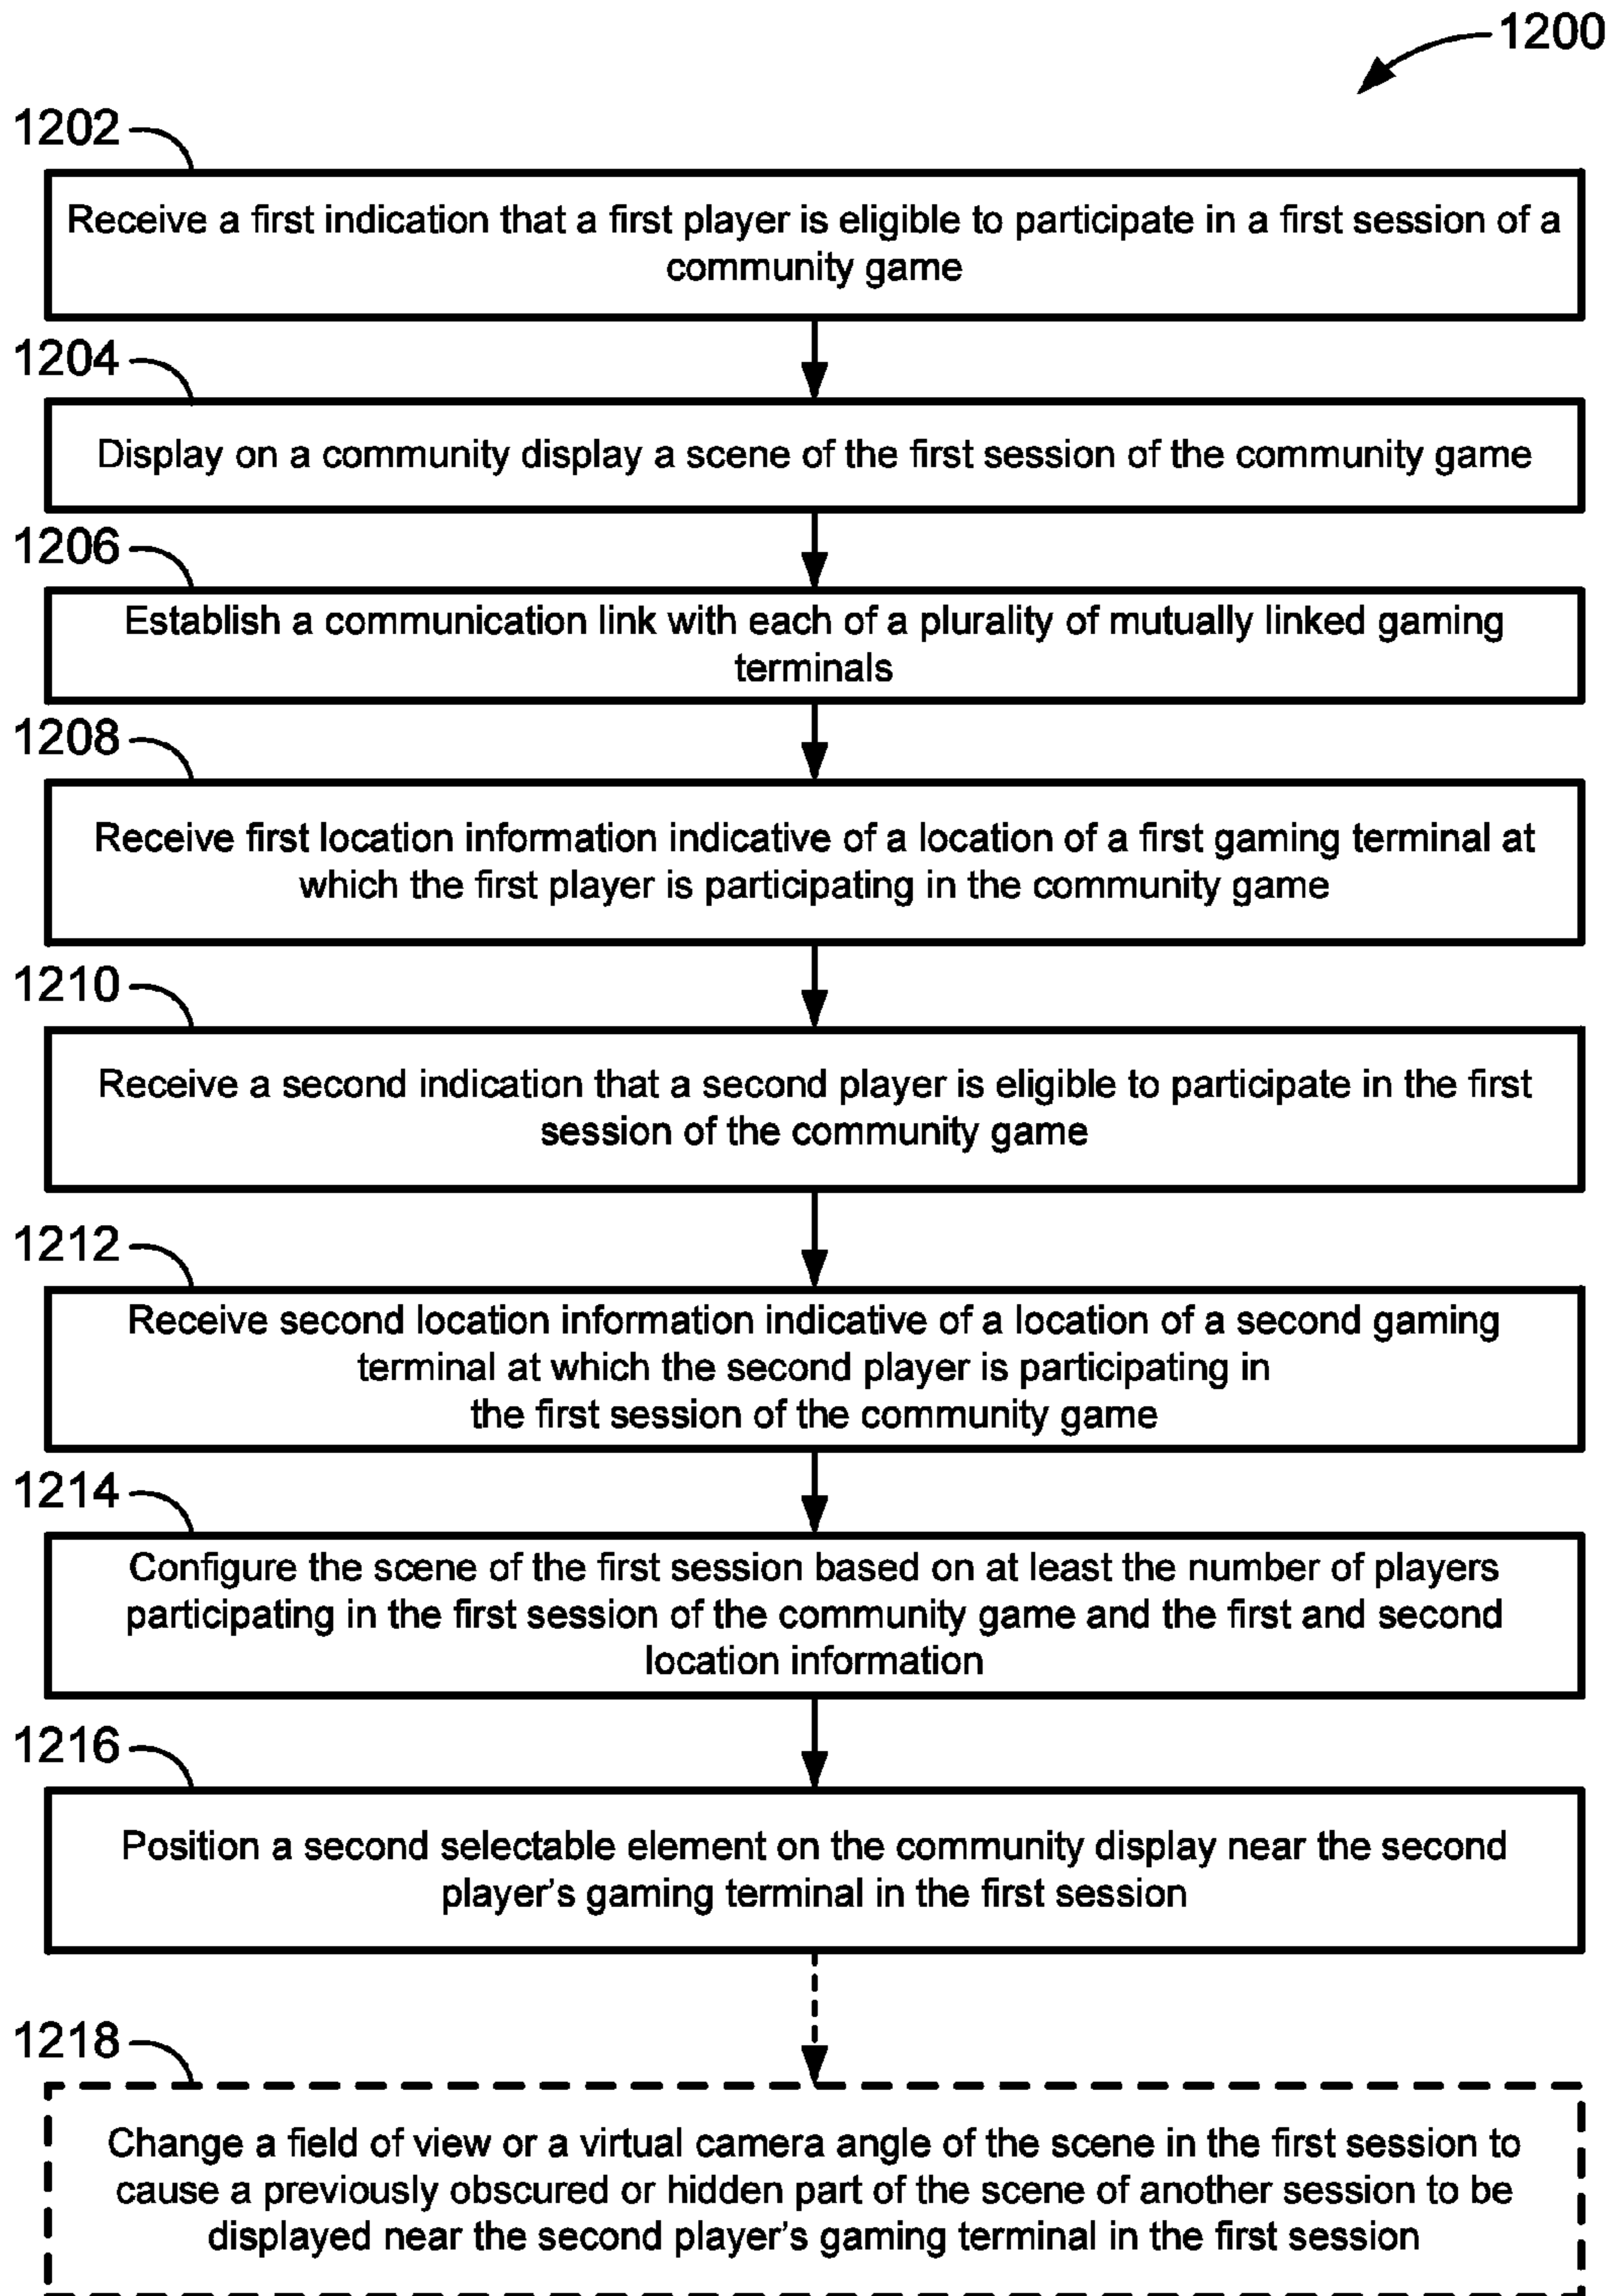 1200
1202
Receive a first indication that a first player is eligible to participate in a first session of a
community game
1204
Display on a community display a scene of the first session of the community game
1206
Establish a communication link with each of a plurality of mutually linked gaming
terminals
1208
Receive first location information indicative of a location of a first gaming terminal at
which the first player is participating in the community game
1210
Receive a second indication that a second player is eligible to participate in the first
session of the community game
1212
Receive second location information indicative of a location of a second gaming
terminal at which the second player is participating in
the first session of the community game
1214
Configure the scene of the first session based on at least the number of players
participating in the first session of the community game and the first and second
location information
1216
Position a second selectable element on the community display near the second
player's gaming terminal in the first session
1218
Change a field of view or a virtual camera angle of the scene in the first session to
cause a previously obscured or hidden part of the scene of another session to be
displayed near the second player's gaming terminal in the first session